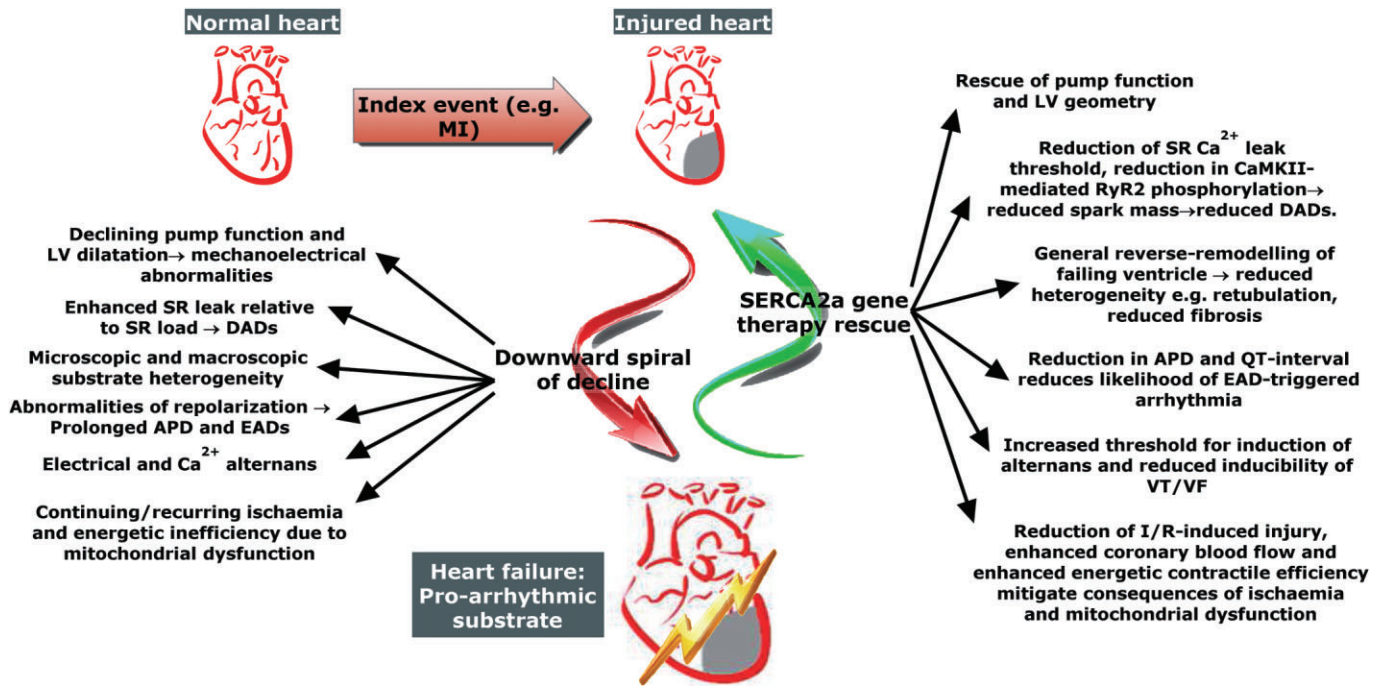 Normal heart
Injured heart
Index event (e.g.
MI)
Declining pump function and
LV dilatation→ mechanoelectrical
abnormalities
Enhanced SR leak relative
to SR load → DADs
Microscopic and macroscopic
substrate heterogeneity
Abnormalities of repolarization →
Prolonged APD and EADs
Electrical and Ca²⁺ alternans
Continuing/recurring ischaemia
and energetic inefficiency due to
mitochondrial dysfunction
Downward spiral
of decline
SERCA2a gene
therapy rescue
Rescue of pump function
and LV geometry
Reduction of SR Ca²⁺ leak
threshold, reduction in CaMKII-
mediated RyR2 phosphorylation→
reduced spark mass→reduced DADs.
General reverse-remodelling of
failing ventricle → reduced
heterogeneity e.g. retubulation,
reduced fibrosis
Reduction in APD and QT-interval
reduces likelihood of EAD-triggered
arrhythmia
Increased threshold for induction of
alternans and reduced inducibility of
VT/VF
Reduction of I/R-induced injury,
enhanced coronary blood flow and
enhanced energetic contractile efficiency
mitigate consequences of ischaemia
and mitochondrial dysfunction
Heart failure:
Pro-arrhythmic
substrate